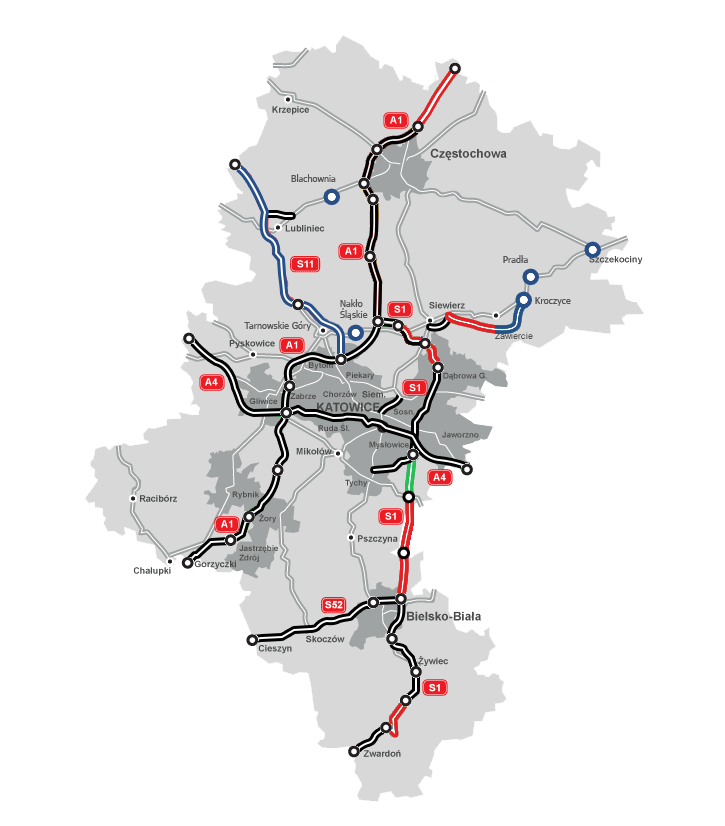 Krzepice
A1
Częstochowa
Blachownia
Lubliniec
A1
S11
Pradła
Szczekociny
Nakło
Śląskie
S1
Siewierz
Kroczyce
Tarnowskie Góry
Zawiercie
Pyskowice
A1
Bytom
Piekary
A4
S1
Dąbrowa G.
Gliwice
Zabrze
Chorzów
Siem.
KATOWICE
Sosn.
Ruda Śl.
Jaworzno
Mysłowice
Mikołów
A4
Tychy
Racibórz
Rybnik
S1
A1
Żory
Pszczyna
Jastrzębie
Zdrój
Chałupki
Gorzyczki
S52
Bielsko-Biała
Skoczów
Cieszyn
Żywiec
S1
Zwardoń